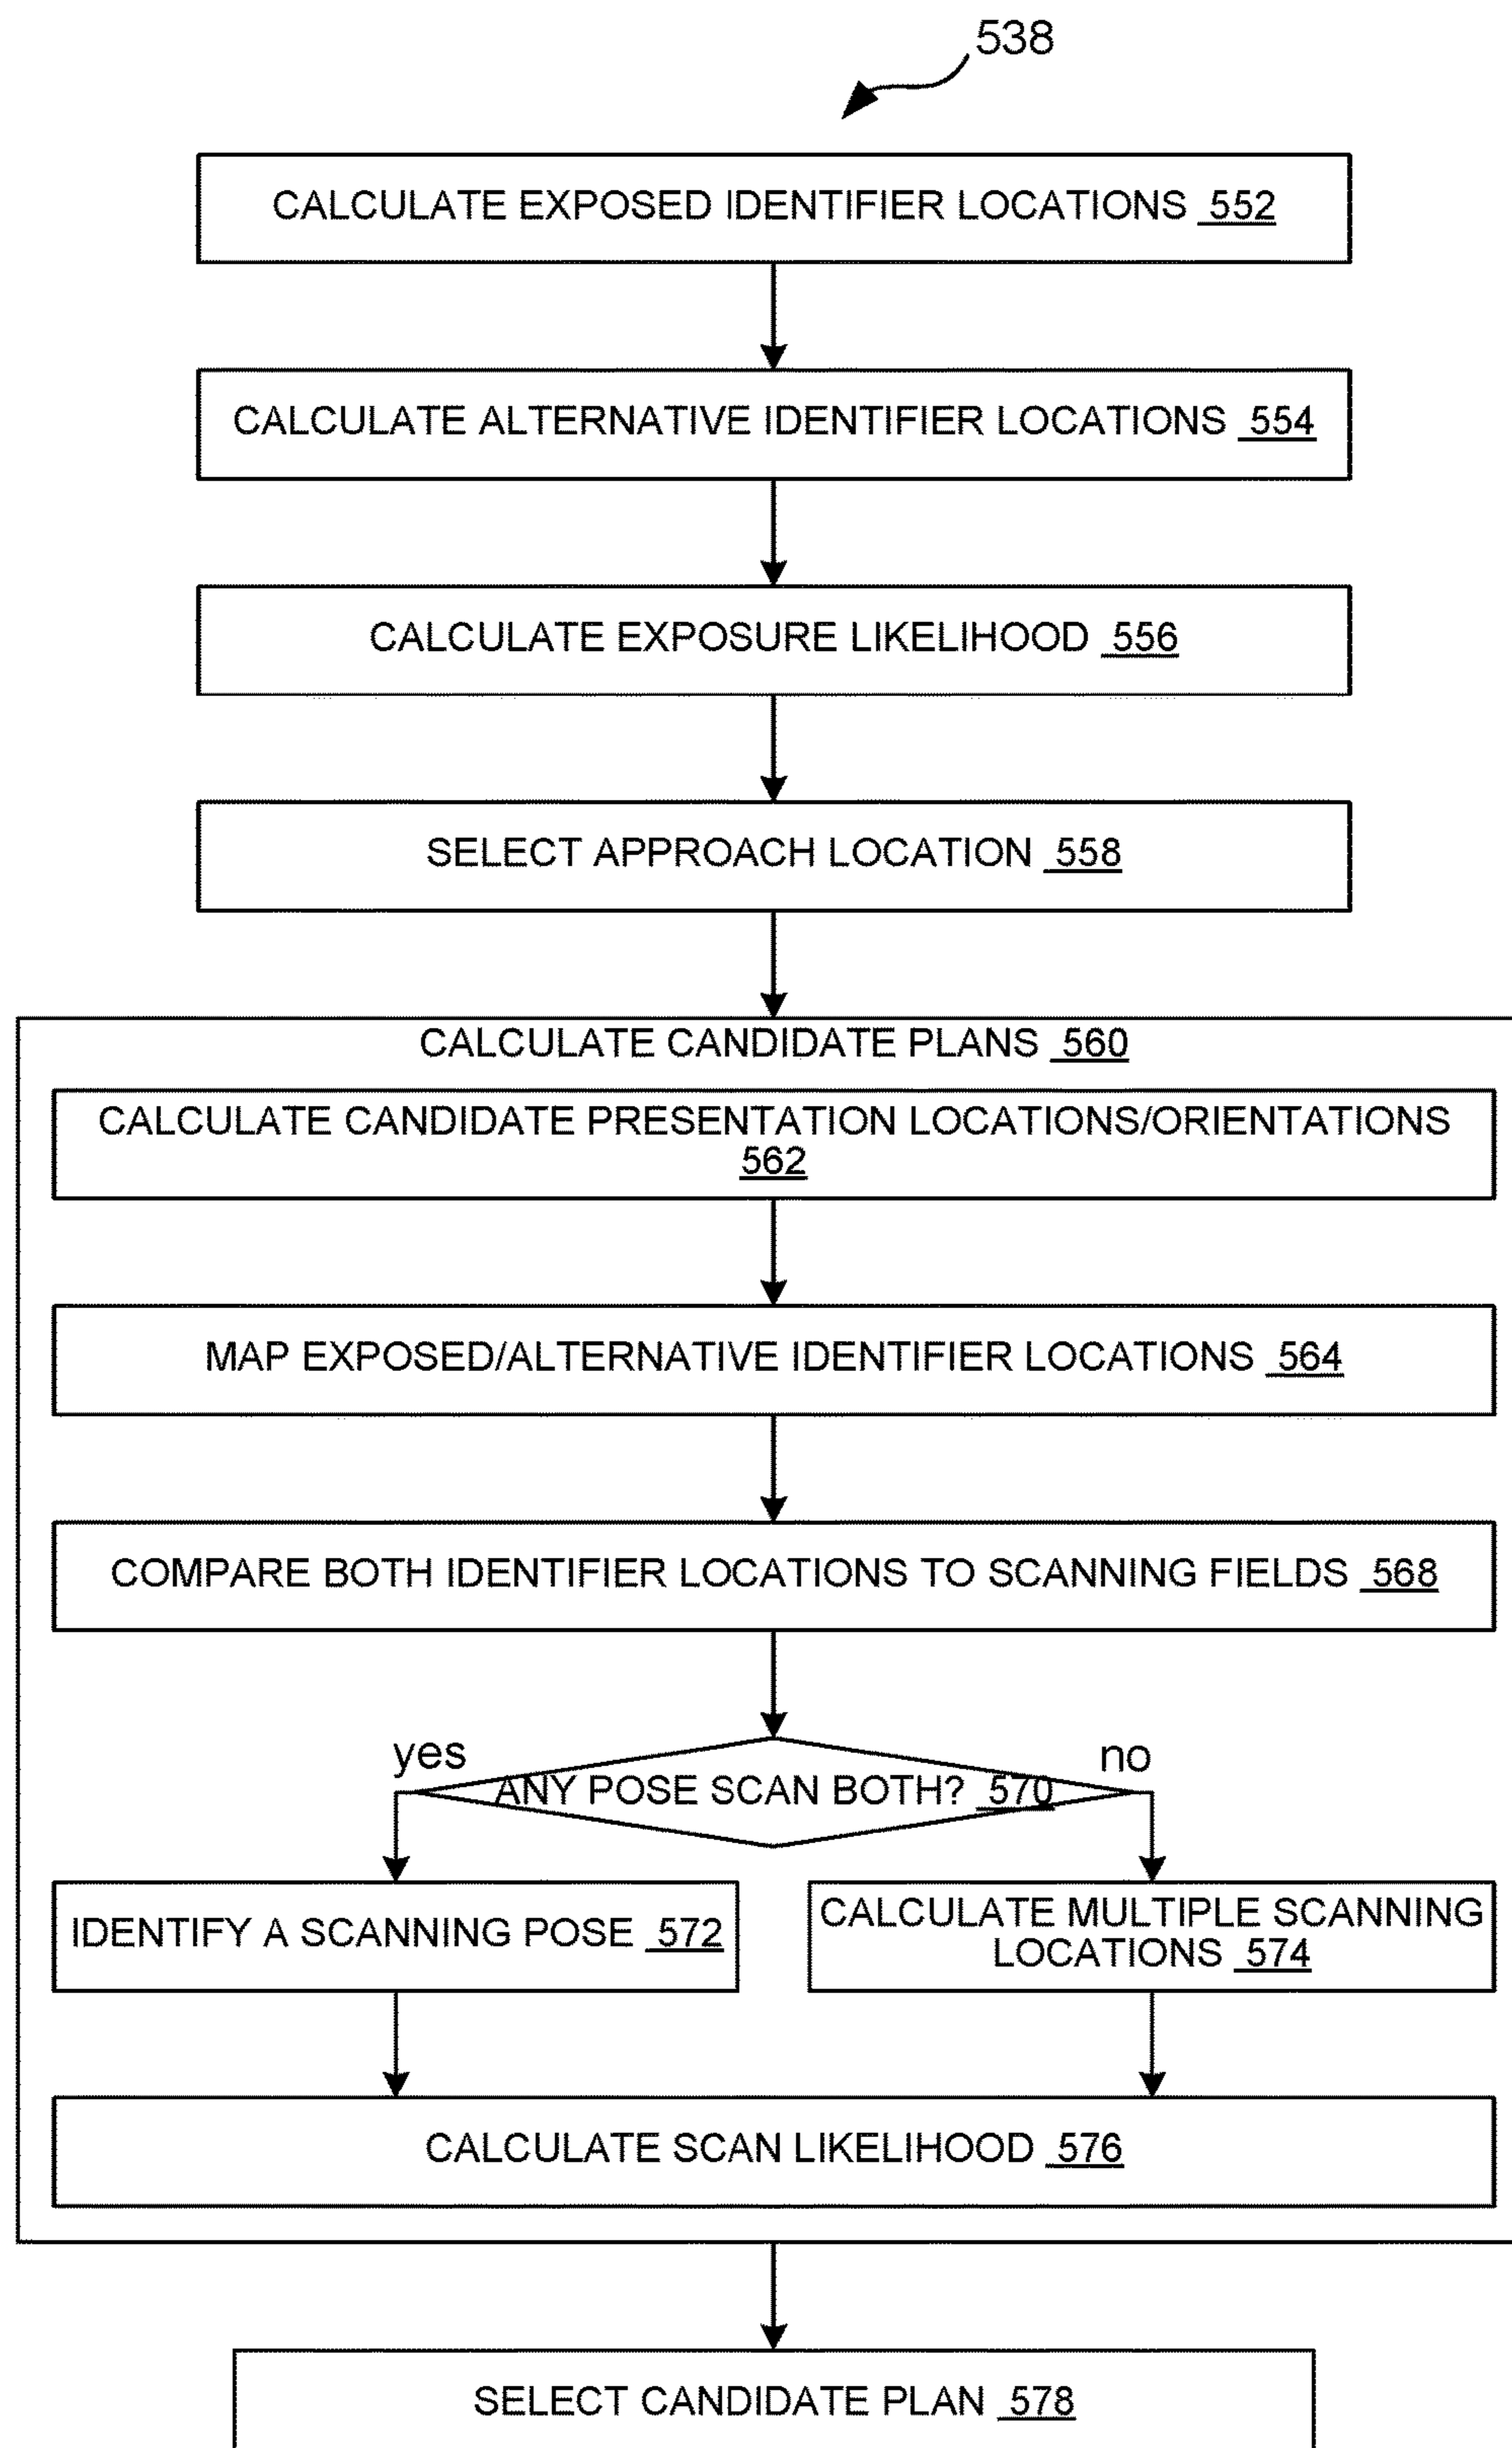 538
CALCULATE EXPOSED IDENTIFIER LOCATIONS 552
CALCULATE ALTERNATIVE IDENTIFIER LOCATIONS 554
CALCULATE EXPOSURE LIKELIHOOD 556
SELECT APPROACH LOCATION 558
CALCULATE CANDIDATE PLANS 560
CALCULATE CANDIDATE PRESENTATION LOCATIONS/ORIENTATIONS
562
MAP EXPOSED/ALTERNATIVE IDENTIFIER LOCATIONS 564
COMPARE BOTH IDENTIFIER LOCATIONS TO SCANNING FIELDS 568
yes
no
ANY POSE SCAN BOTH? 570
IDENTIFY A SCANNING POSE 572
CALCULATE MULTIPLE SCANNING
LOCATIONS 574
CALCULATE SCAN LIKELIHOOD 576
SELECT CANDIDATE PLAN 578